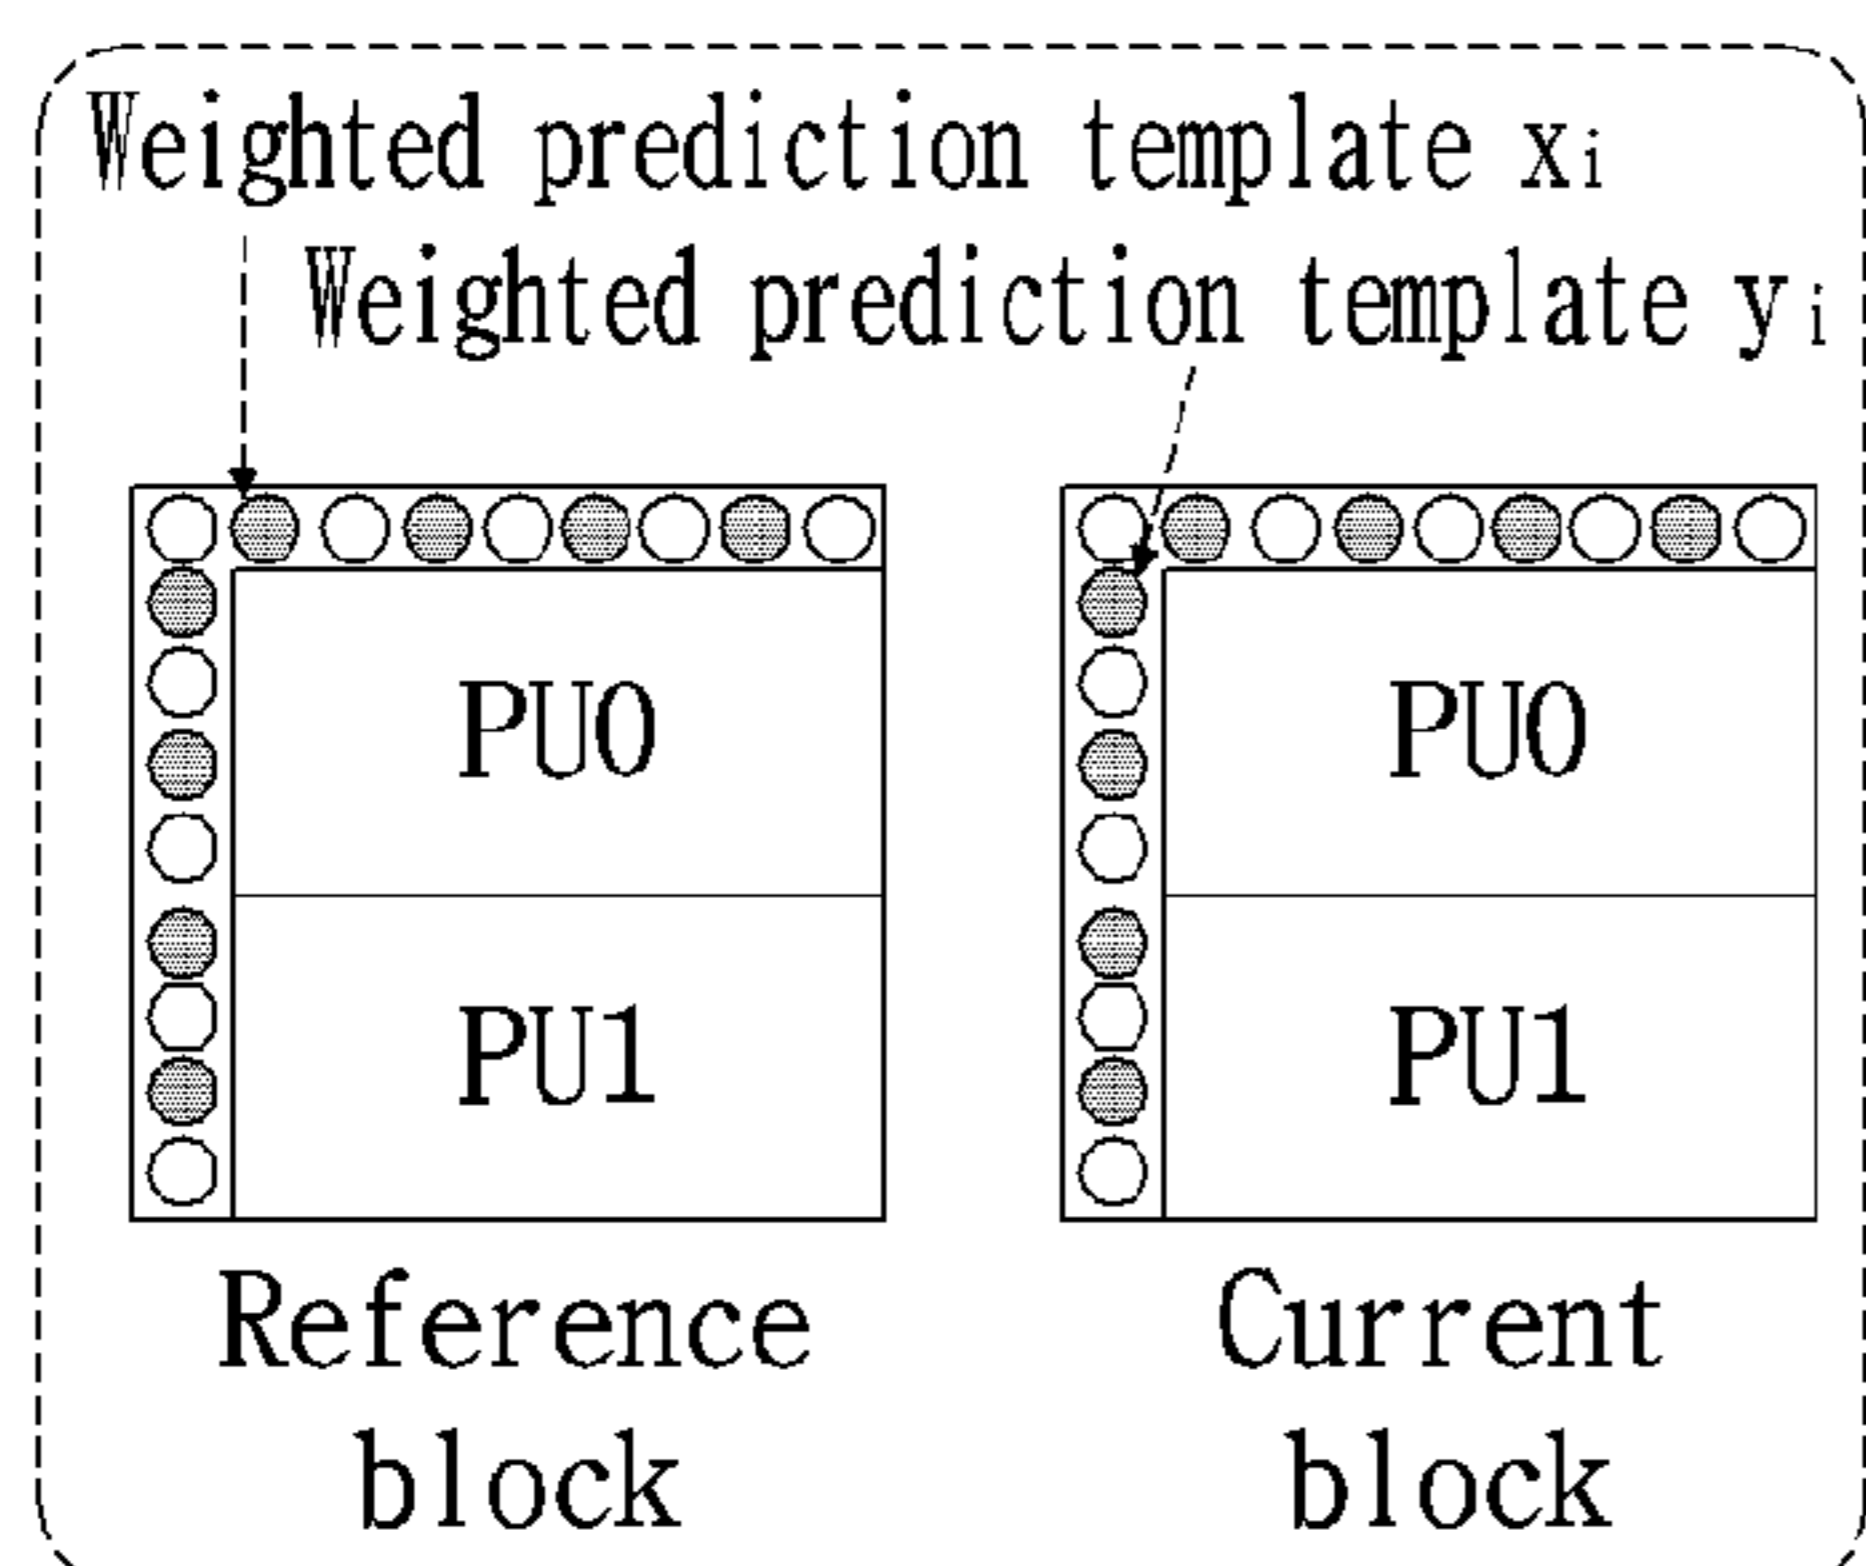 Weighted prediction template xi
Weighted prediction template yi
PU0
PU0
PU1
PU1
Reference
block
Current
block